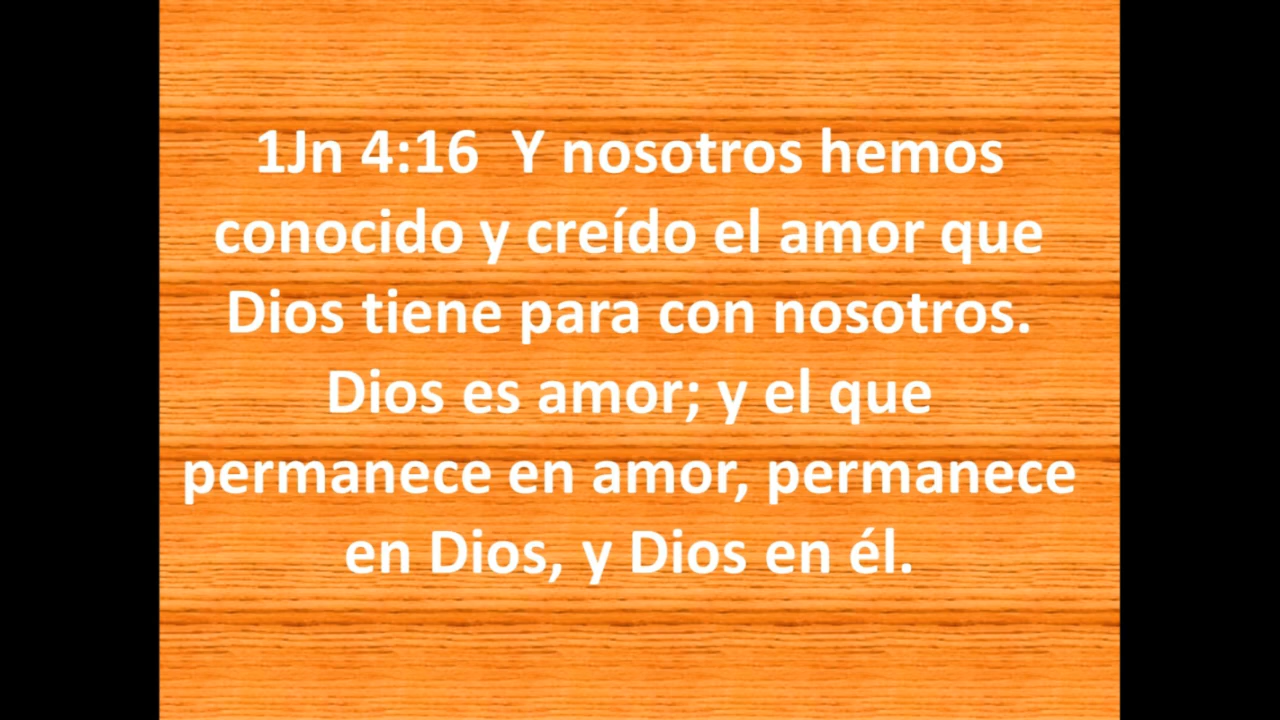 1Jn 4:16  Y nosotros hemos
conocido y creído el amor que
Dios tiene para con nosotros.
Dios es amor; y el que
permanece en amor, permanece
en Dios, y Dios en él.